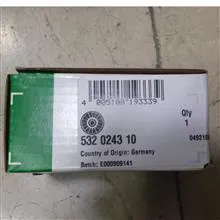 4 005108 193339
532 0243 10
Qty
1
Country of Origin: Germany
Batch: E000909141